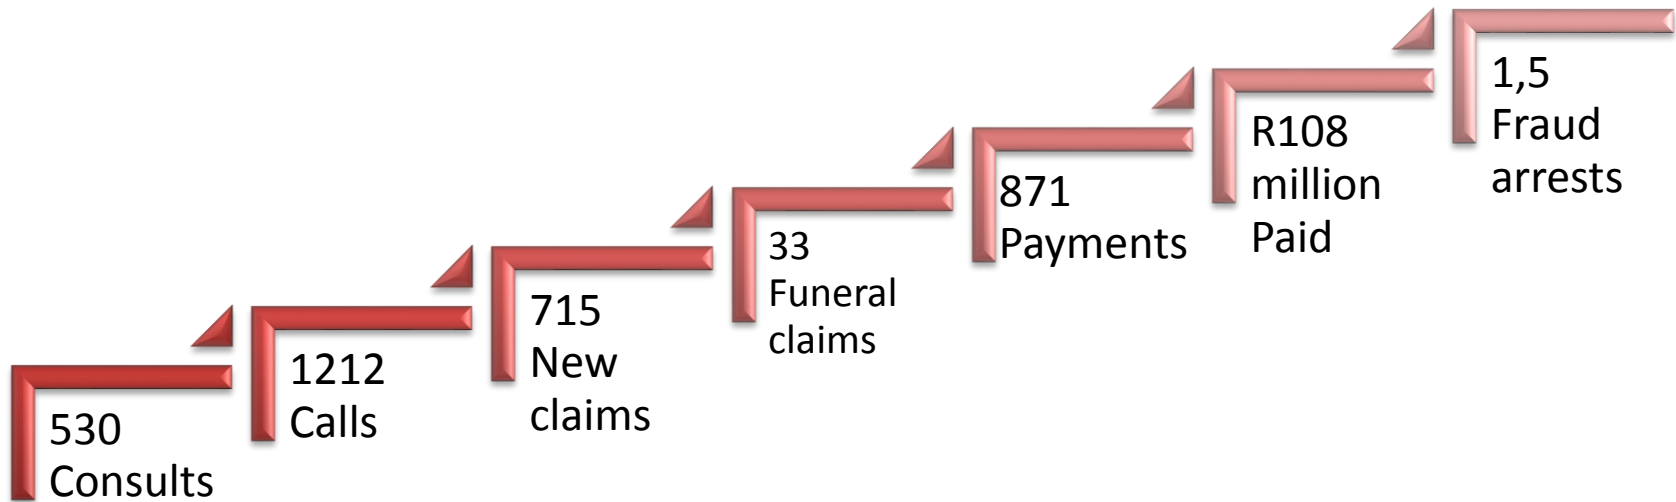 530
Consults
1212
Calls
715
New
claims
33
Funeral
claims
871
Payments
R108
million
Paid
1,5
Fraud
arrests